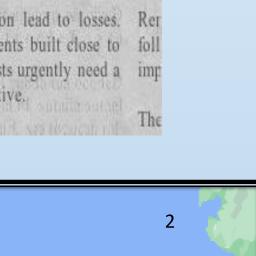 on lead to losses.
ents built close to
sts urgently need a
ive.
Rer
foll
imp
The
2